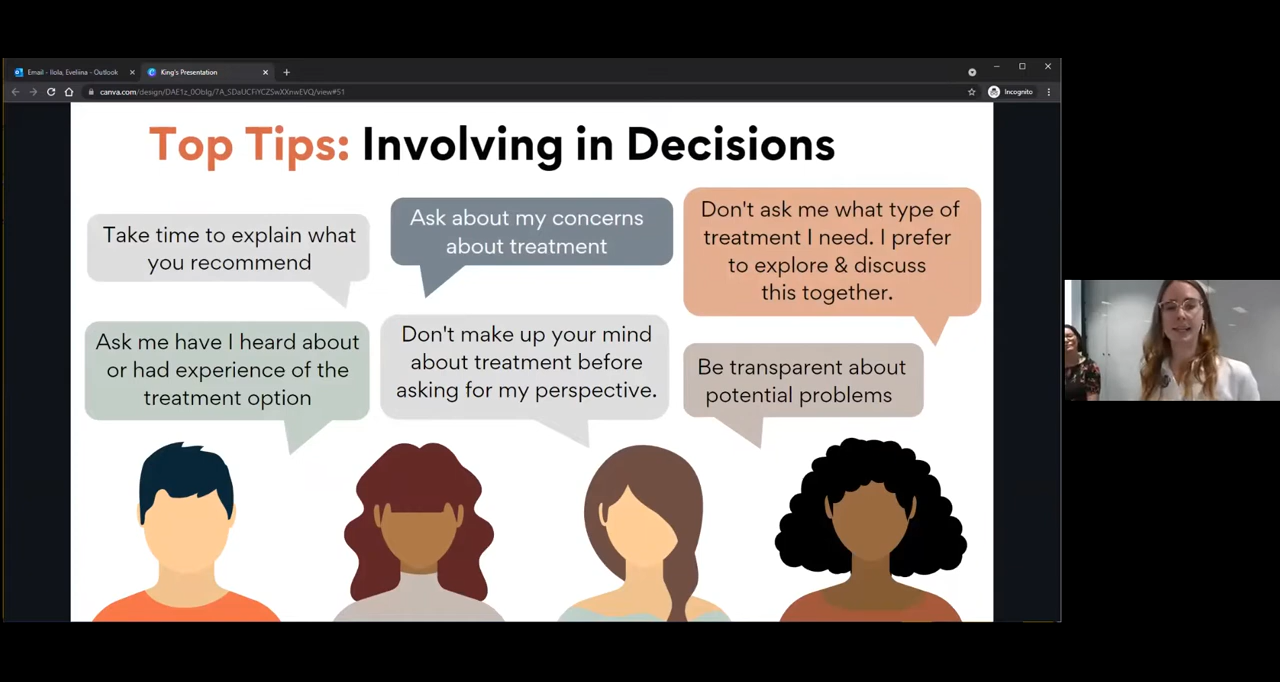 Email - Ilola, Eveliina - Outlook
King's Presentation
Incognito
Top Tips: Involving in Decisions
Take time to explain what
you recommend
Ask about my concerns
about treatment
Don't ask me what type of
treatment I need. I prefer
to explore & discuss
this together.
Ask me have I heard about
or had experience of the
treatment option
Don't make up your mind
about treatment before
asking for my perspective.
Be transparent about
potential problems